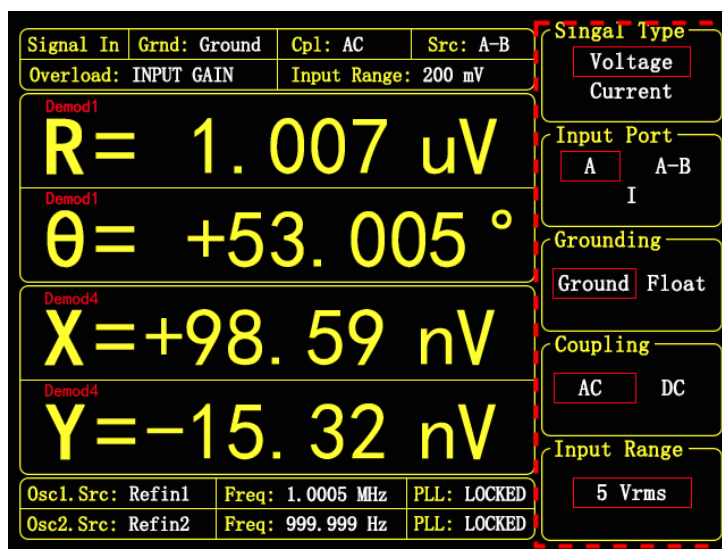 Signal In Grnd: Ground Cpl: AC Src: A-B
Overload: INPUT GAIN Input Range: 200 mV
Demod1
R= 1.007 uV
Demod1
θ= +53.005 °
Demod4
X=+98.59 nV
Demod4
Y=-15.32 nV
Osc1.Src: Refin1 Freq: 1.0005 MHz PLL: LOCKED
Osc2.Src: Refin2 Freq: 999.999 Hz PLL: LOCKED
Singal Type
Voltage
Current
Input Port
A A-B
I
Grounding
Ground Float
Coupling
AC DC
Input Range
5 Vrms